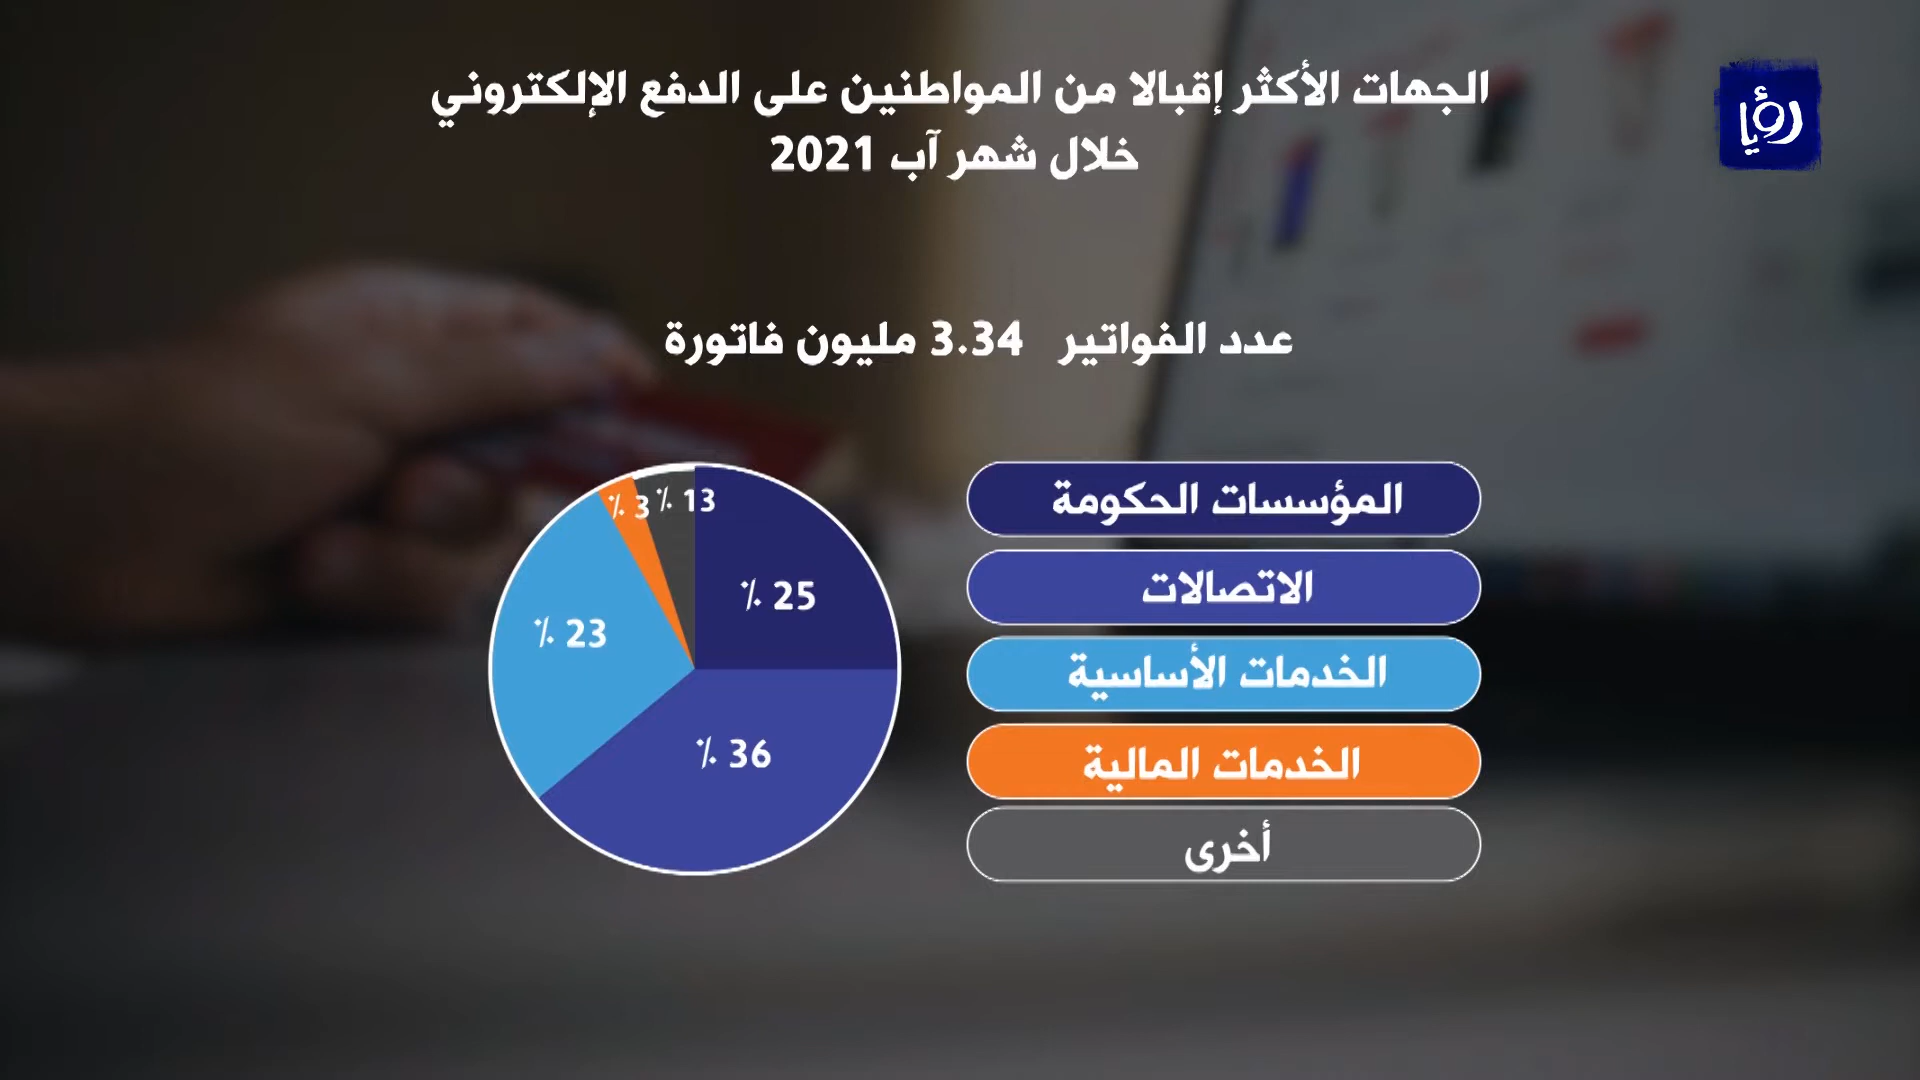 الجهات الأكثر إقبالا من المواطنين على الدفع الإلكتروني
خلال شهر آب 2021
رؤيا
عدد الفواتير 3.34 مليون فاتورة
المؤسسات الحكومة
الاتصالات
الخدمات الأساسية
الخدمات المالية
أخرى
13 ٪
3 ٪
25 ٪
23 ٪
36 ٪